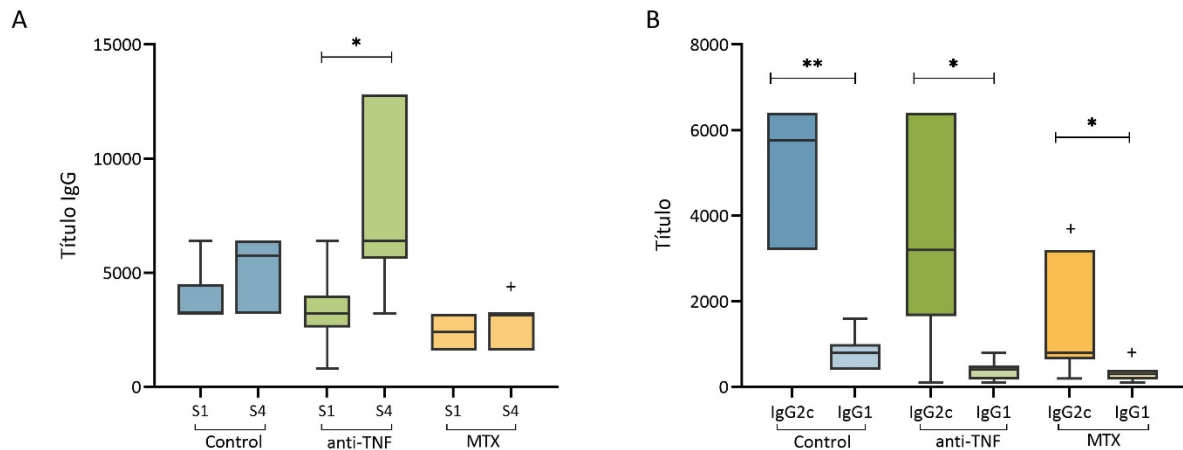 A
Título IgG
15000
10000
5000
0
*
+
S1 S4 S1 S4 S1 S4
Control anti-TNF MTX
B
Título
8000
6000
4000
2000
0
** * *
+ +
IgG2c IgG1 IgG2c IgG1 IgG2c IgG1
Control anti-TNF MTX